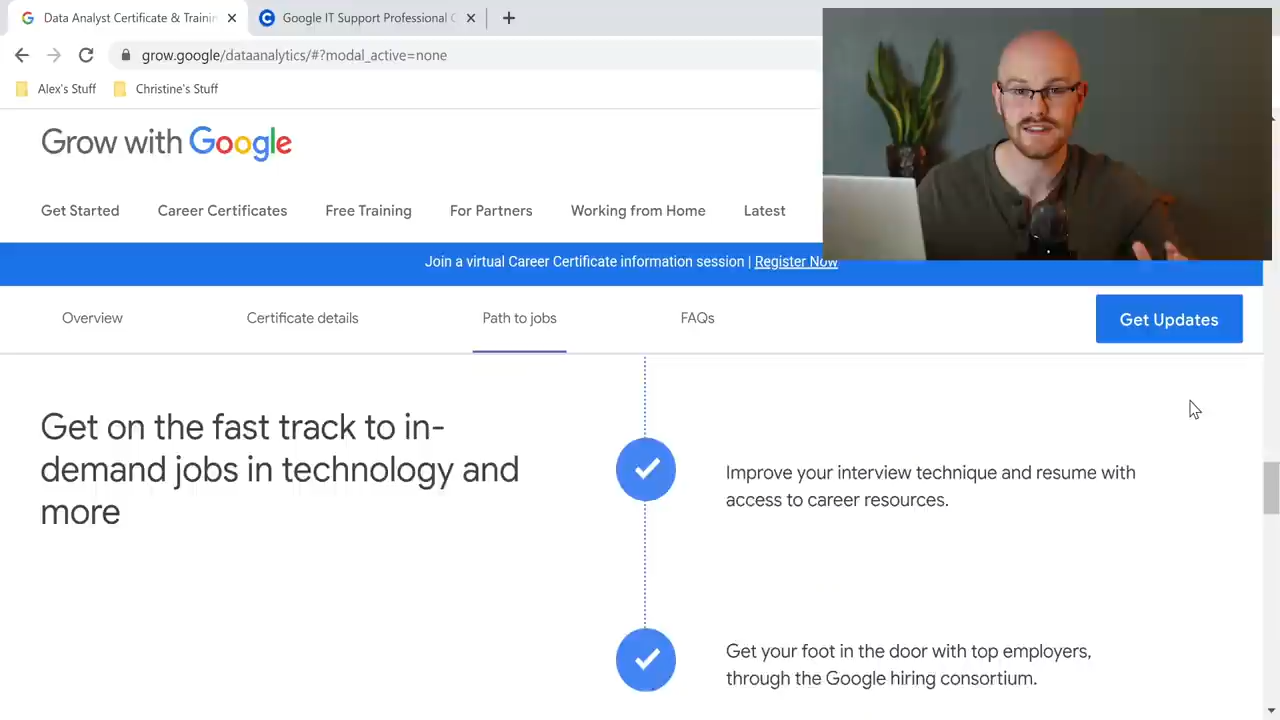 Data Analyst Certificate & Trainin
Google IT Support Professional C
grow.google/dataanalytics/#?modal_active=none
Alex's Stuff
Christine's Stuff
Grow with Google
Get Started
Career Certificates
Free Training
For Partners
Working from Home
Latest
Join a virtual Career Certificate information session | Register Now
Overview
Certificate details
Path to jobs
FAQs
Get Updates
Get on the fast track to in-
demand jobs in technology and
more
Improve your interview technique and resume with
access to career resources.
Get your foot in the door with top employers,
through the Google hiring consortium.